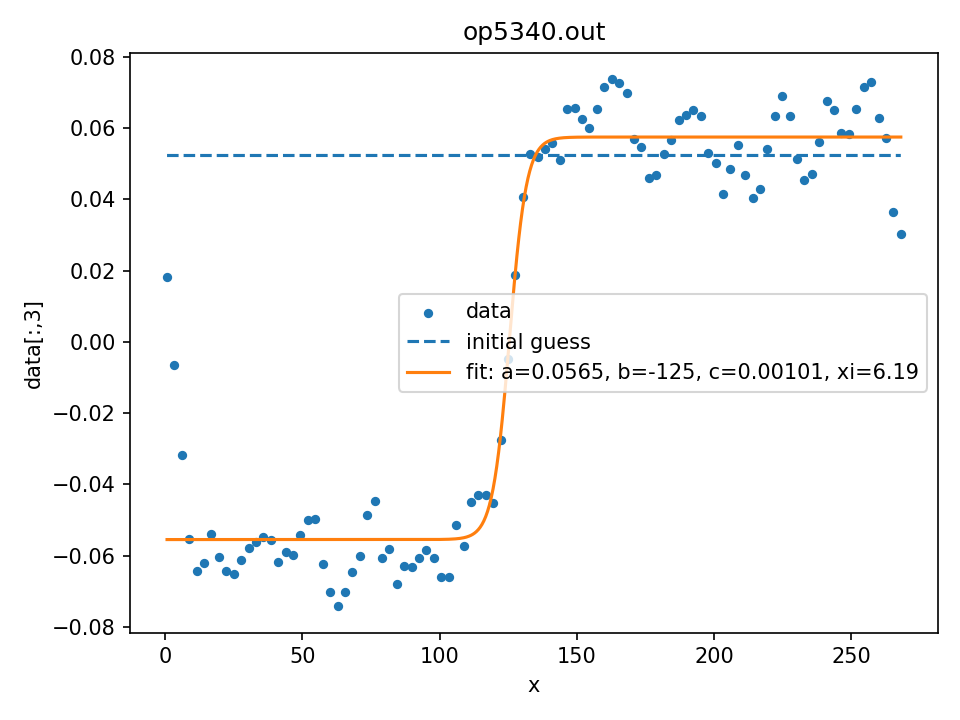 op5340.out
0.08
0.06
0.04
0.02
0.00
−0.02
−0.04
−0.06
−0.08
data[:,3]
data
initial guess
fit: a=0.0565, b=-125, c=0.00101, xi=6.19
0 50 100 150 200 250
x